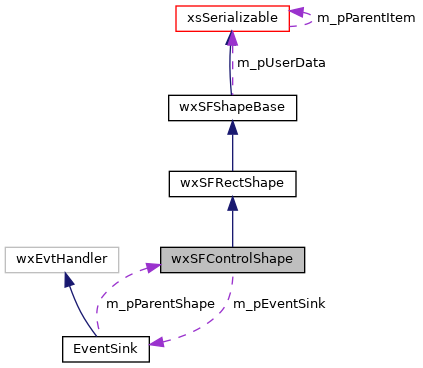 xsSerializable
m_pParentItem
m_pUserData
wxSFShapeBase
wxSFRectShape
wxEvtHandler
wxSFControlShape
m_pParentShape
m_pEventSink
EventSink